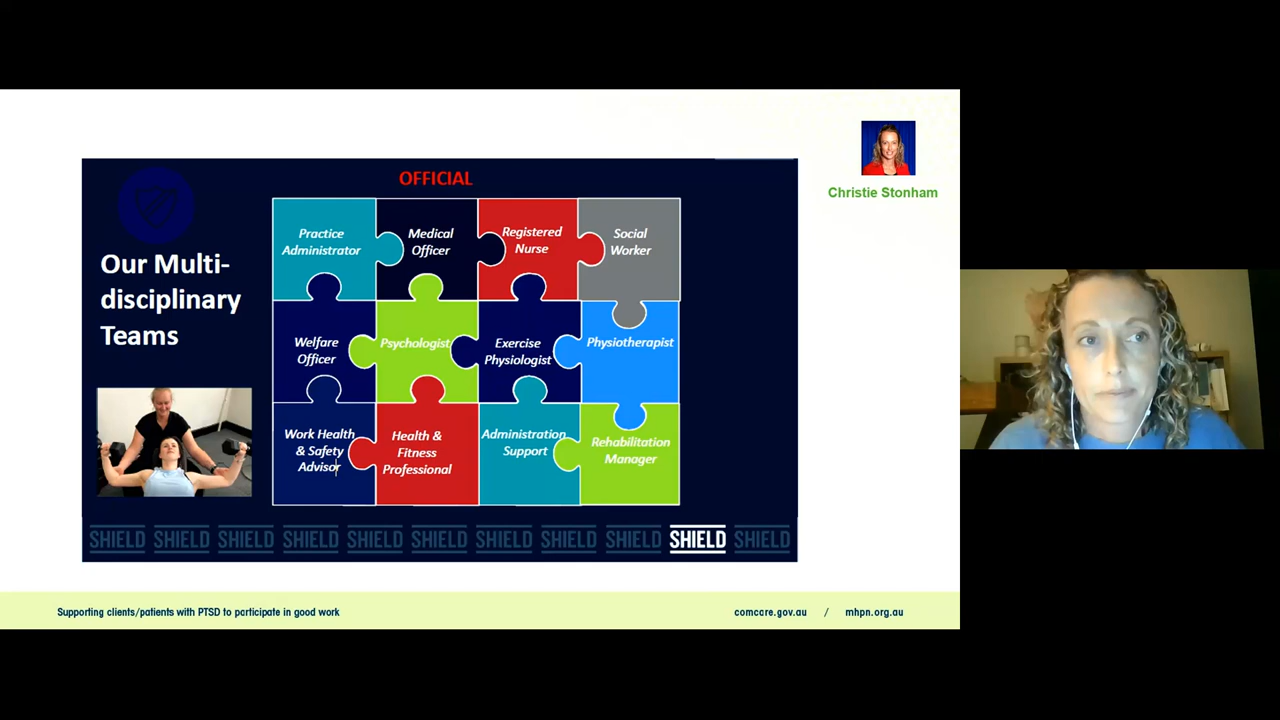 Christie Stonham
OFFICIAL
Our Multi-
disciplinary
Teams
Practice
Administrator
Medical
Officer
Registered
Nurse
Social
Worker
Welfare
Officer
Psychologist
Exercise
Physiologist
Physiotherapist
Work Health
& Safety
Advisor
Health &
Fitness
Professional
Administration
Support
Rehabilitation
Manager
SHIELD SHIELD SHIELD SHIELD SHIELD SHIELD SHIELD SHIELD SHIELD SHIELD SHIELD
Supporting clients/patients with PTSD to participate in good work
comcare.gov.au / mhpn.org.au